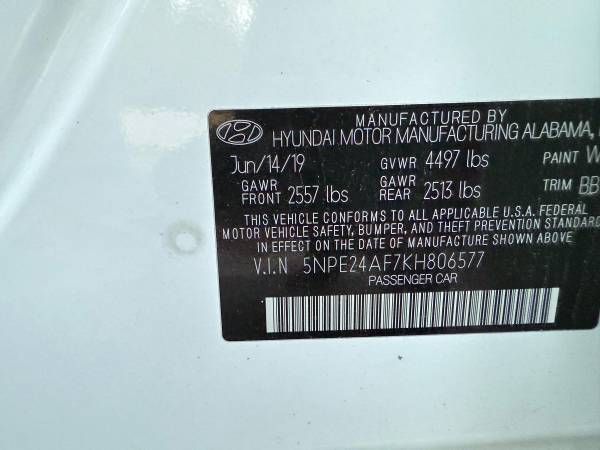 MANUFACTURED BY
HYUNDAI MOTOR MANUFACTURING ALABAMA,
Jun/14/19 GVWR 4497 lbs PAINT W
GAWR FRONT 2557 lbs GAWR REAR 2513 lbs TRIM BB
THIS VEHICLE CONFORMS TO ALL APPLICABLE U.S.A. FEDERAL
MOTOR VEHICLE SAFETY, BUMPER, AND THEFT PREVENTION STANDARD
IN EFFECT ON THE DATE OF MANUFACTURE SHOWN ABOVE.
V.I.N 5NPE24AF7KH806577
PASSENGER CAR